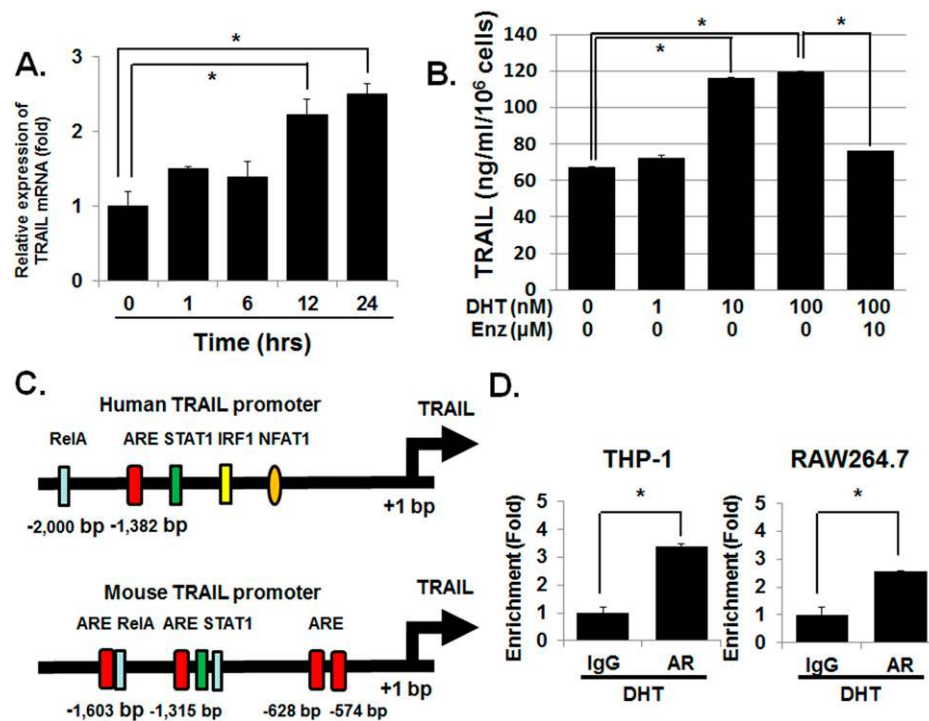 A.
Relative expression of
TRAIL mRNA (fold)
3
2
1
0
*
*
0 1 6 12 24
Time (hrs)
B.
TRAIL (ng/ml/10⁶ cells)
140
120
100
80
60
40
20
0
*
*
*
DHT (nM) 0 1 10 100 100
Enz (µM) 0 0 0 0 10
C.
Human TRAIL promoter
TRAIL
RelA ARE STAT1 IRF1 NFAT1
+1 bp
-2,000 bp -1,382 bp
Mouse TRAIL promoter
TRAIL
ARE RelA ARE STAT1 ARE
+1 bp
-1,603 bp -1,315 bp -628 bp -574 bp
D.
THP-1
Enrichment (Fold)
5
4
3
2
1
0
*
IgG AR
DHT
RAW264.7
Enrichment (Fold)
5
4
3
2
1
0
*
IgG AR
DHT